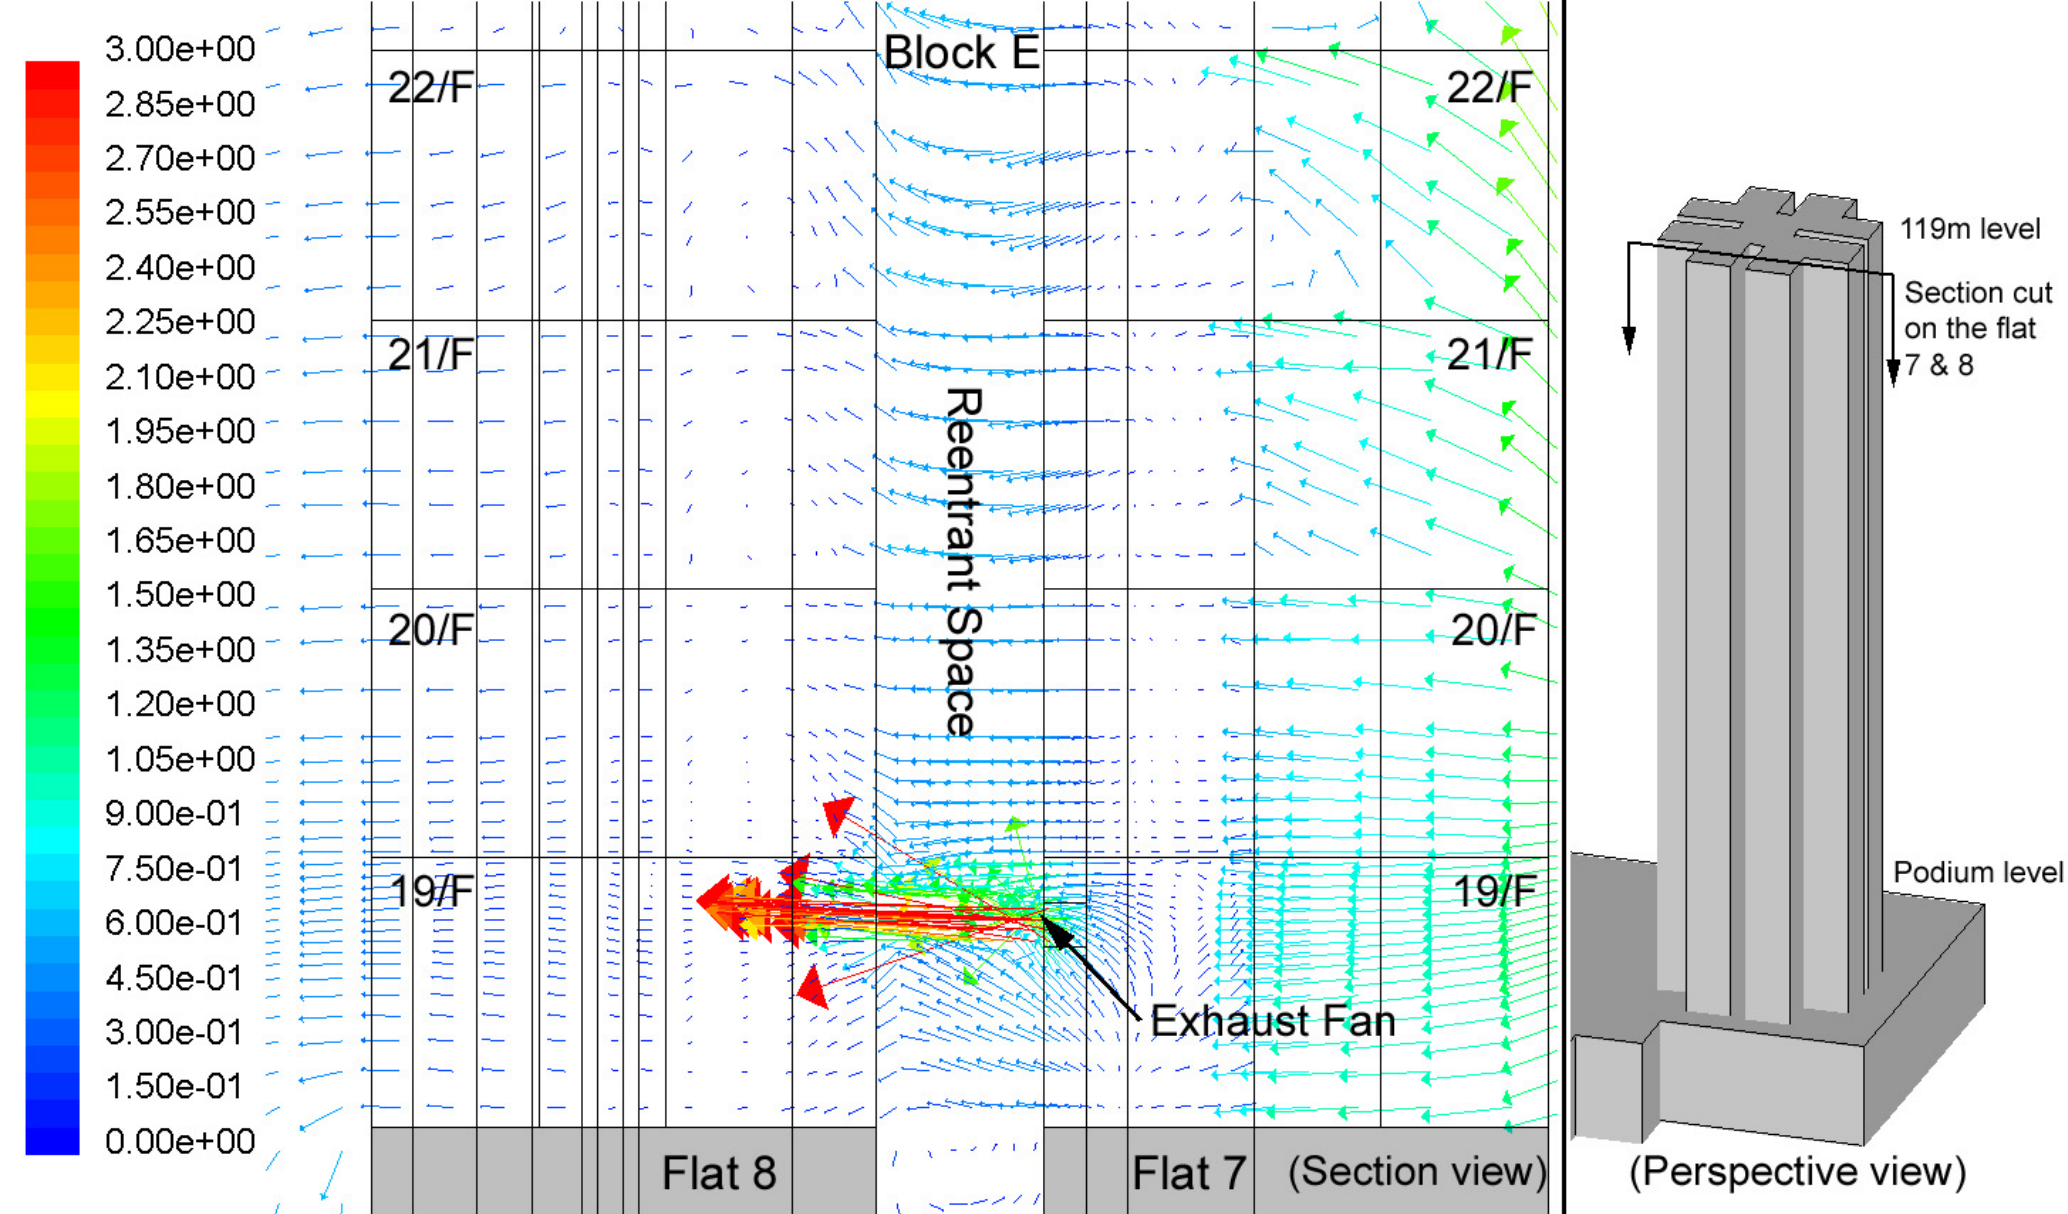 3.00e+00
2.85e+00
2.70e+00
2.55e+00
2.40e+00
2.25e+00
2.10e+00
1.95e+00
1.80e+00
1.65e+00
1.50e+00
1.35e+00
1.20e+00
1.05e+00
9.00e-01
7.50e-01
6.00e-01
4.50e-01
3.00e-01
1.50e-01
0.00e+00
Block E
22/F
22/F
21/F
21/F
20/F
20/F
19/F
19/F
Reentrant Space
Exhaust Fan
Flat 8
Flat 7
(Section view)
119m level
Section cut
on the flat
7 & 8
Podium level
(Perspective view)